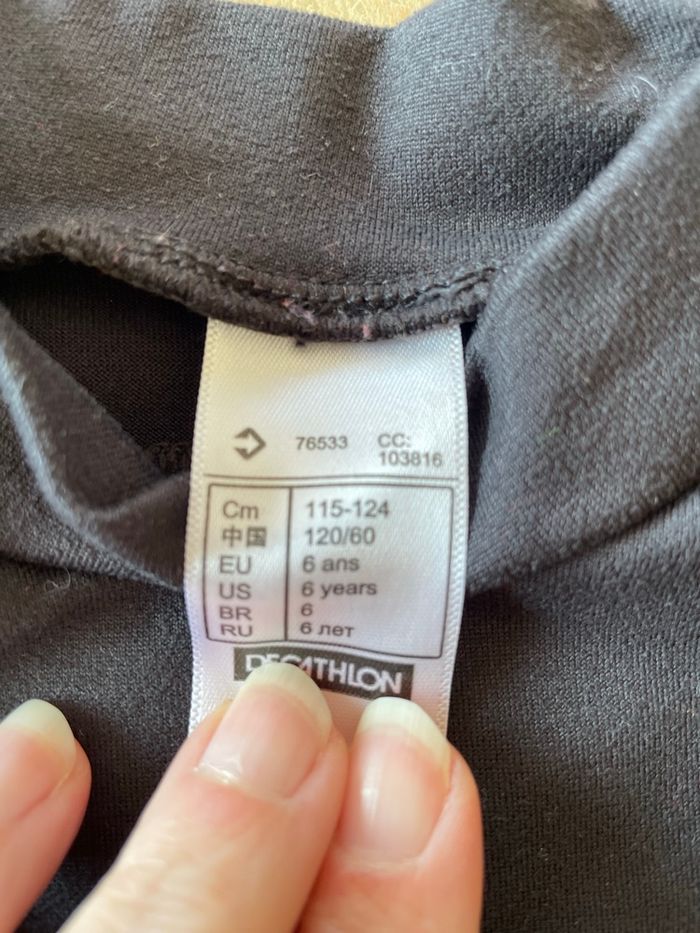 76533 CC:
103816
Cm 115-124
中国 120/60
EU 6 ans
US 6 years
BR 6
RU 6 лет
DECATHLON